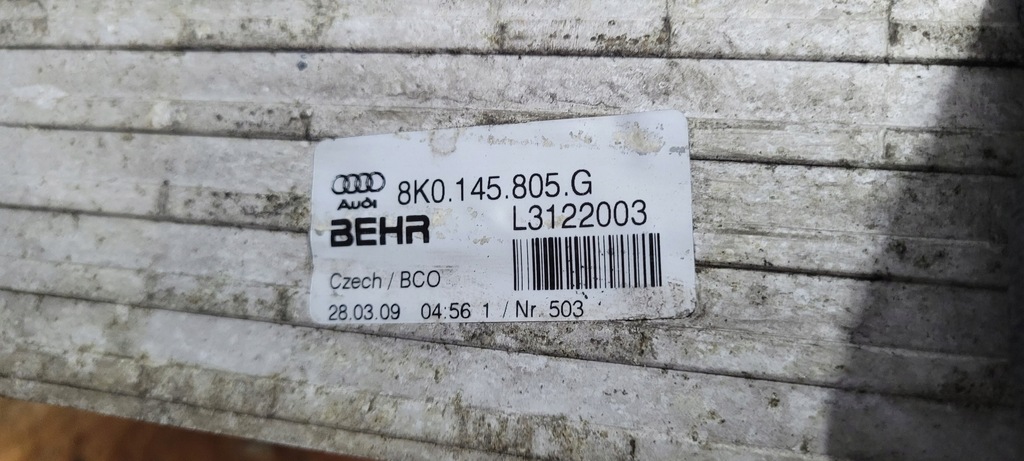 8K0.145.805.G
Audi
L3122003
BEHR
Czech / BCO
28.03.09 04:56 1 / Nr. 503